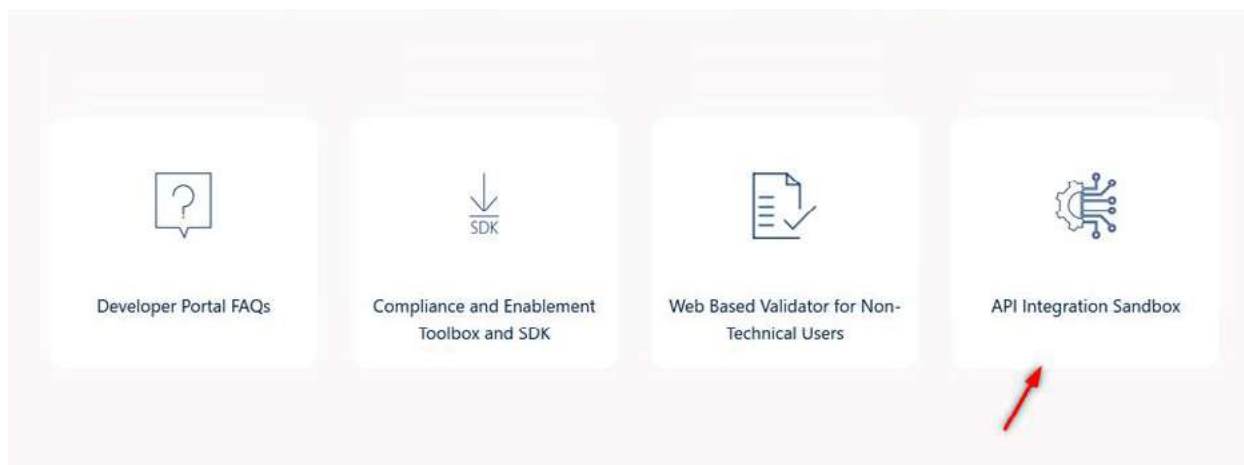 ?
SDK
Developer Portal FAQs
Compliance and Enablement
Toolbox and SDK
Web Based Validator for Non-
Technical Users
API Integration Sandbox